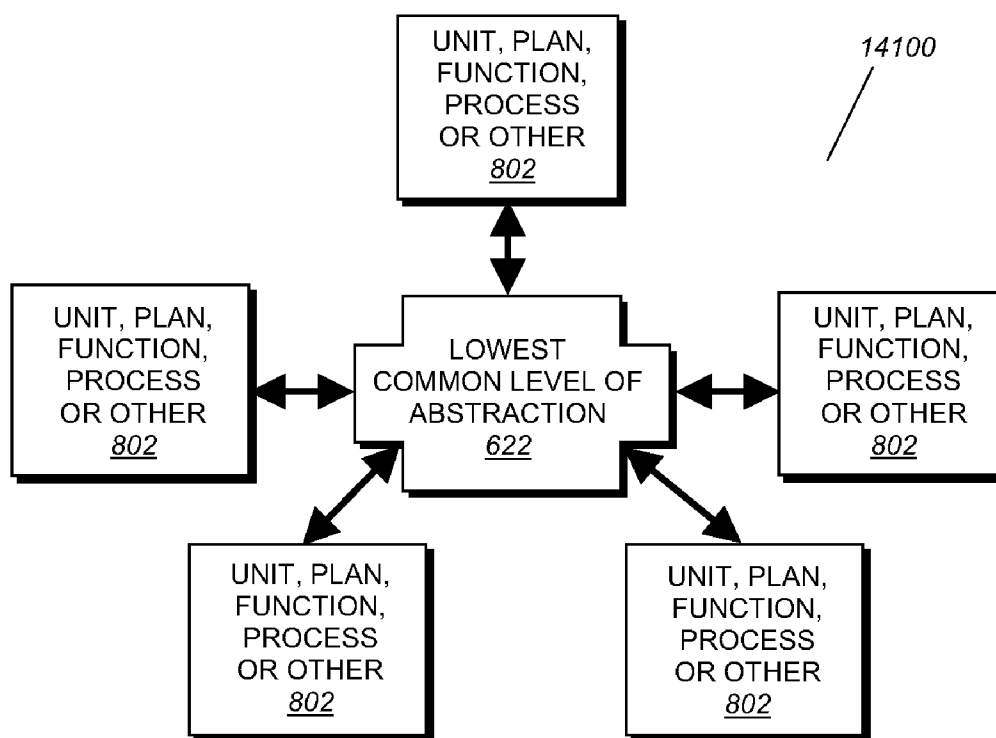 UNIT, PLAN,
FUNCTION,
PROCESS
OR OTHER
802
14100
UNIT, PLAN,
FUNCTION,
PROCESS
OR OTHER
802
LOWEST
COMMON LEVEL OF
ABSTRACTION
622
UNIT, PLAN,
FUNCTION,
PROCESS
OR OTHER
802
UNIT, PLAN,
FUNCTION,
PROCESS
OR OTHER
802
UNIT, PLAN,
FUNCTION,
PROCESS
OR OTHER
802